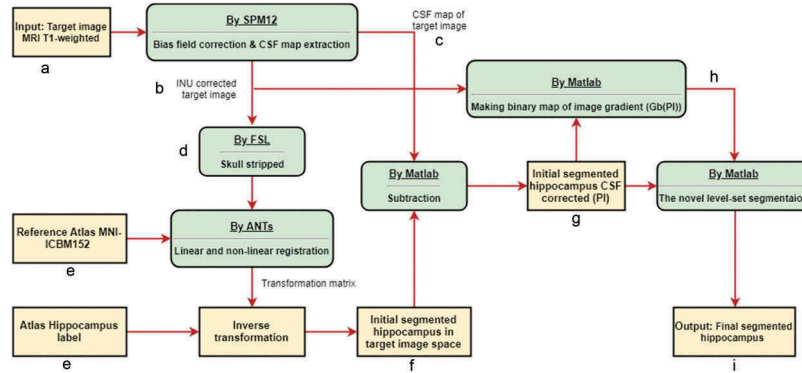 Input: Target image
MRI T1-weighted
a
By SPM12
Bias field correction & CSF map extraction
CSF map of
target image
c
b
INU corrected
target image
By Matlab
Making binary map of image gradient (Gb(PI))
h
d
By FSL
Skull stripped
By Matlab
Subtraction
Initial segmented
hippocampus CSF
corrected (PI)
g
By Matlab
The novel level-set segmentaio
Reference Atlas MNI-
ICBM152
e
By ANTs
Linear and non-linear registration
Transformation matrix
Atlas Hippocampus
label
e
Inverse
transformation
Initial segmented
hippocampus in
target image space
f
Output: Final segmented
hippocampus
i